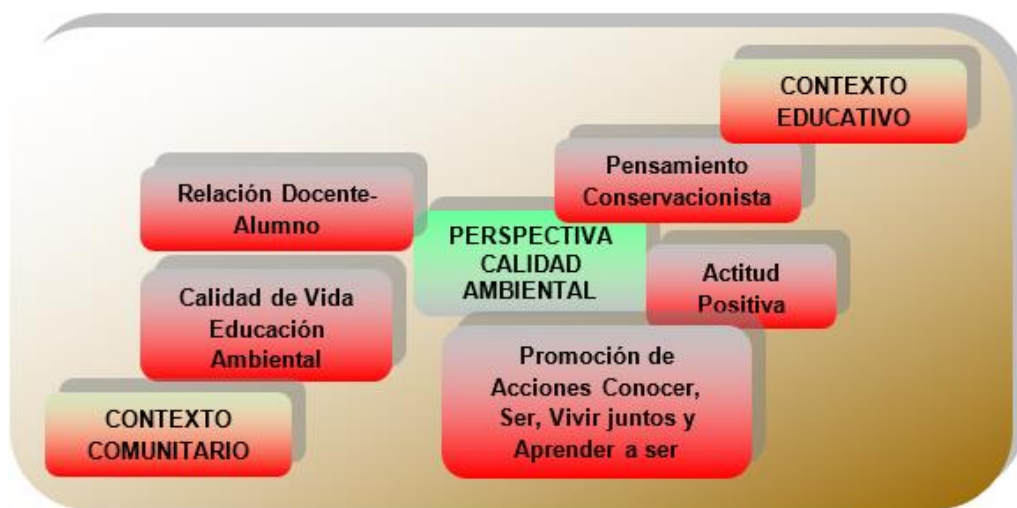 CONTEXTO
EDUCATIVO
Pensamiento
Conservacionista
Relación Docente-
Alumno
PERSPECTIVA
CALIDAD
AMBIENTAL
Actitud
Positiva
Calidad de Vida
Educación
Ambiental
Promoción de
Acciones Conocer,
Ser, Vivir juntos y
Aprender a ser
CONTEXTO
COMUNITARIO